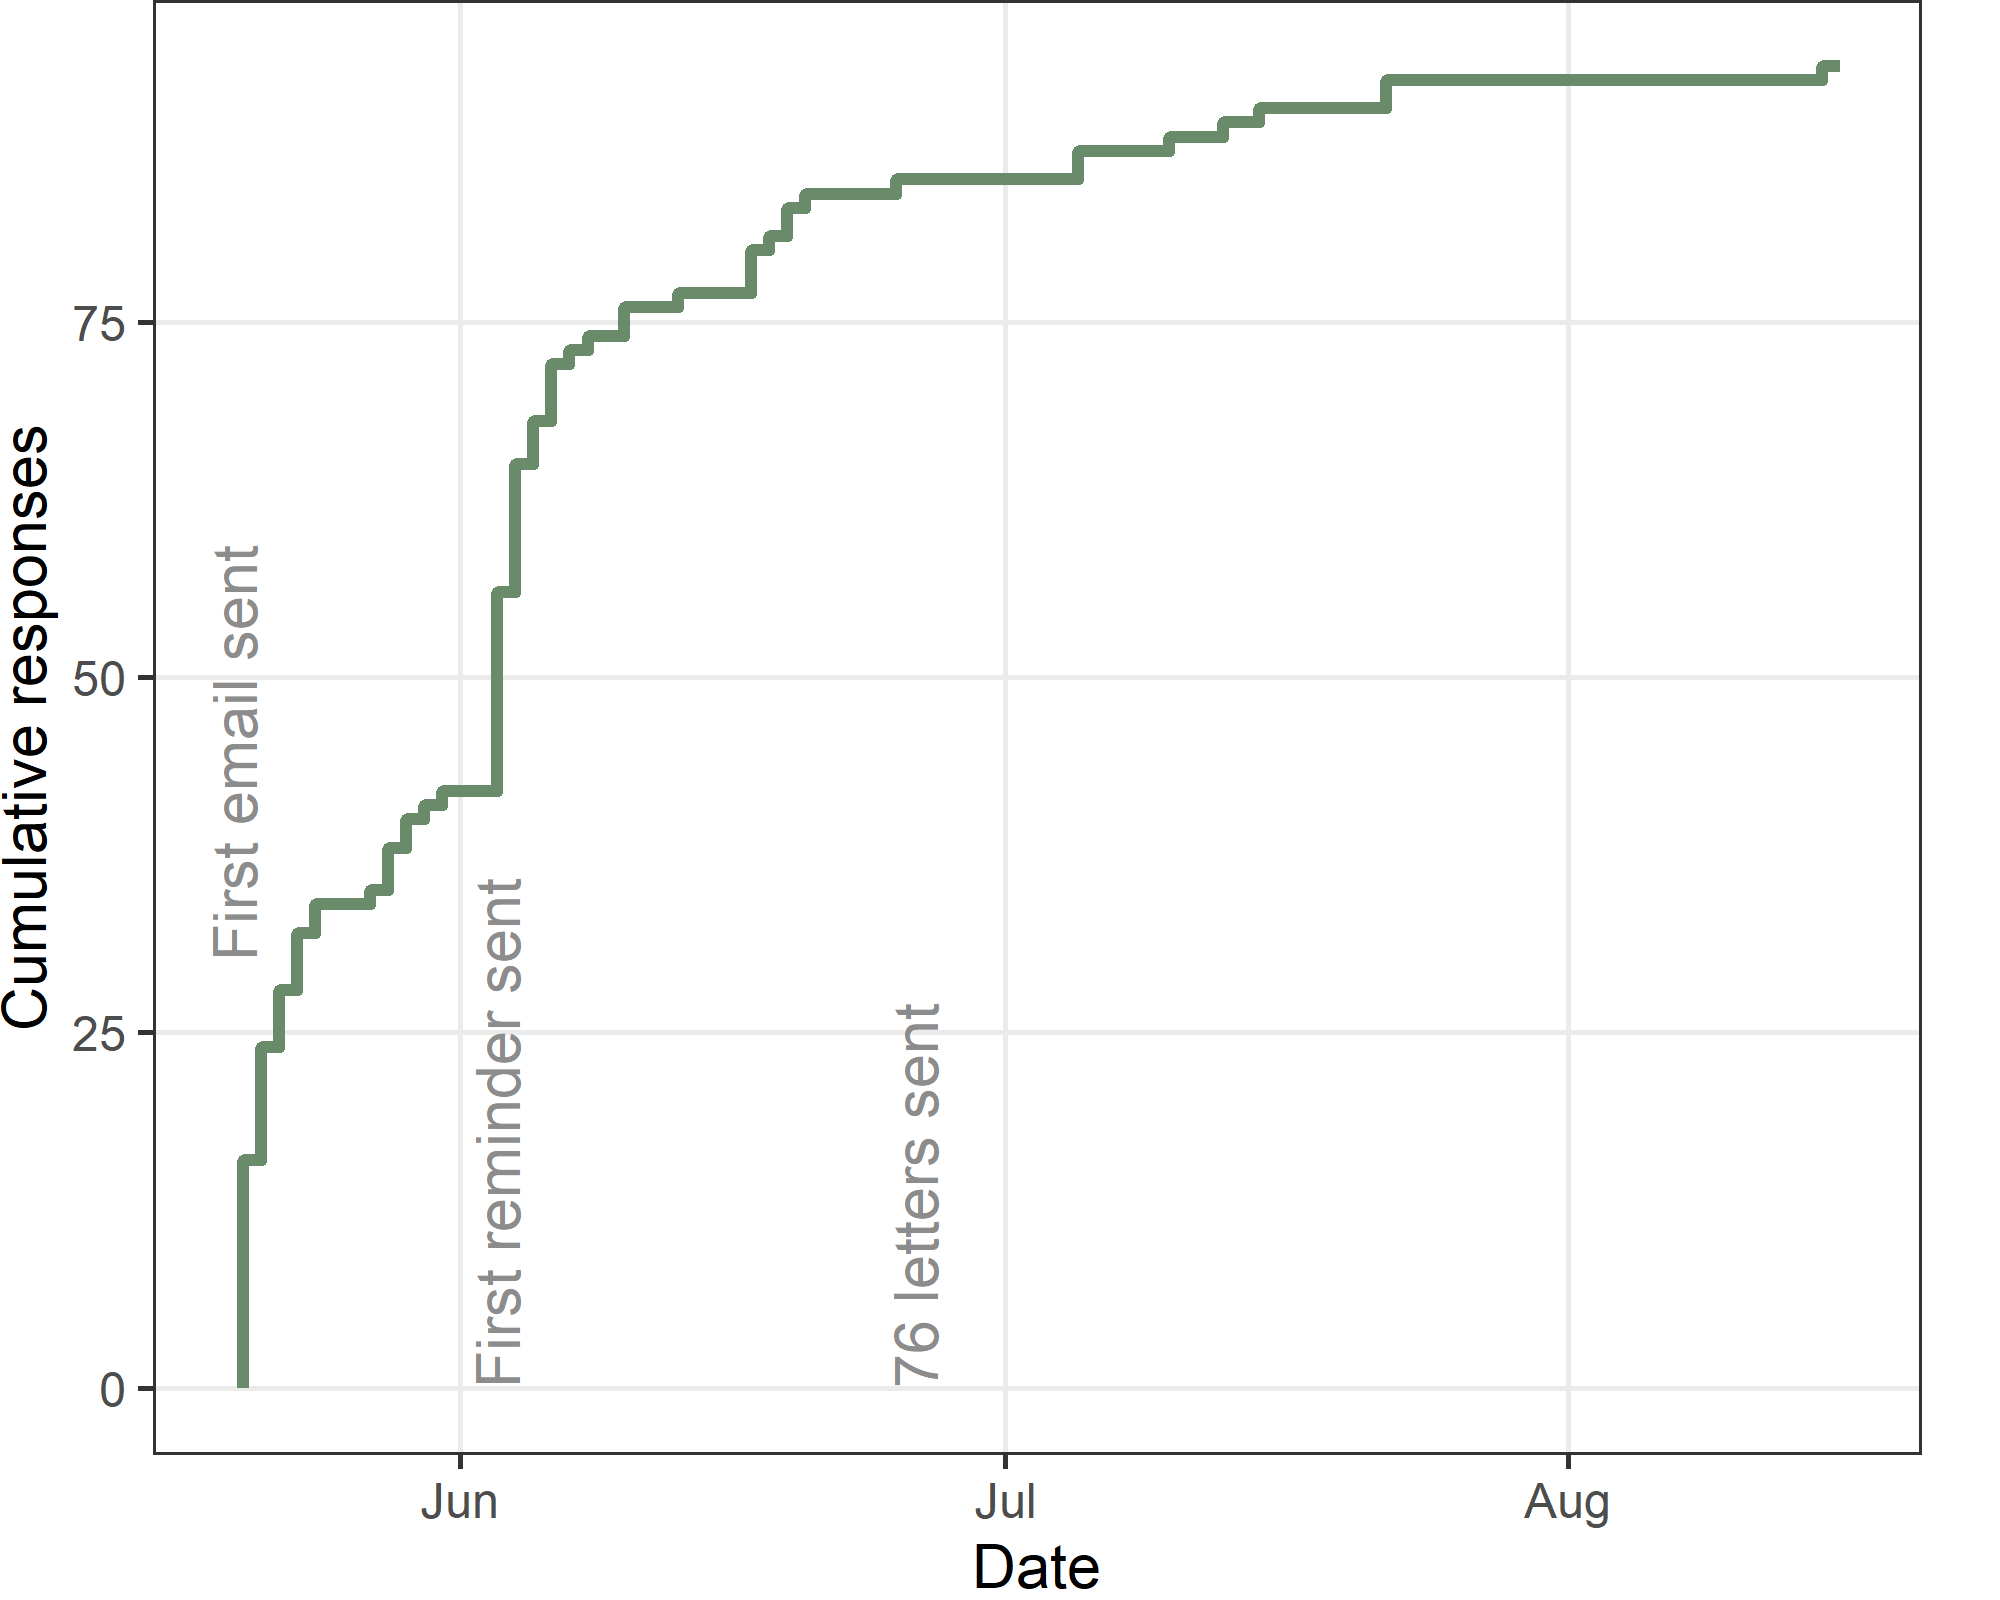 Cumulative responses
75
50
25
0
First email sent
First reminder sent
76 letters sent
Jun
Jul
Aug
Date